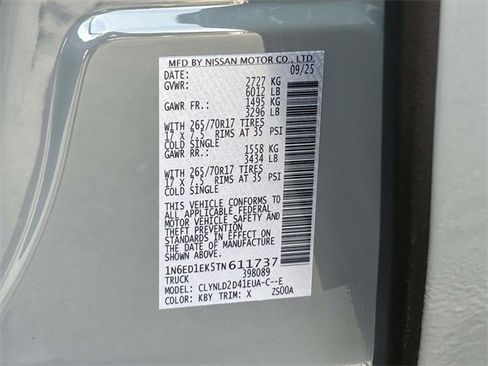 MFD BY NISSAN MOTOR CO., LTD.
DATE: 09/25
GVWR: 2727 KG
6012 LB
GAWR FR.: 1495 KG
3296 LB
WITH 265/70R17 TIRES
17 X 7.5 RIMS AT 35 PSI
COLD SINGLE
GAWR RR.: 1558 KG
3434 LB
WITH 265/70R17 TIRES
17 X 7.5 RIMS AT 35 PSI
COLD SINGLE
THIS VEHICLE CONFORMS TO
ALL APPLICABLE FEDERAL
MOTOR VEHICLE SAFETY AND
THEFT PREVENTION
STANDARDS IN EFFECT ON
THE DATE OF MANUFACTURE
SHOWN ABOVE.
1N6ED1EK5TN611737
TRUCK 398089
MODEL: CLYNLD2D41EUA-C--E
COLOR: KBY TRIM: X ZS00A